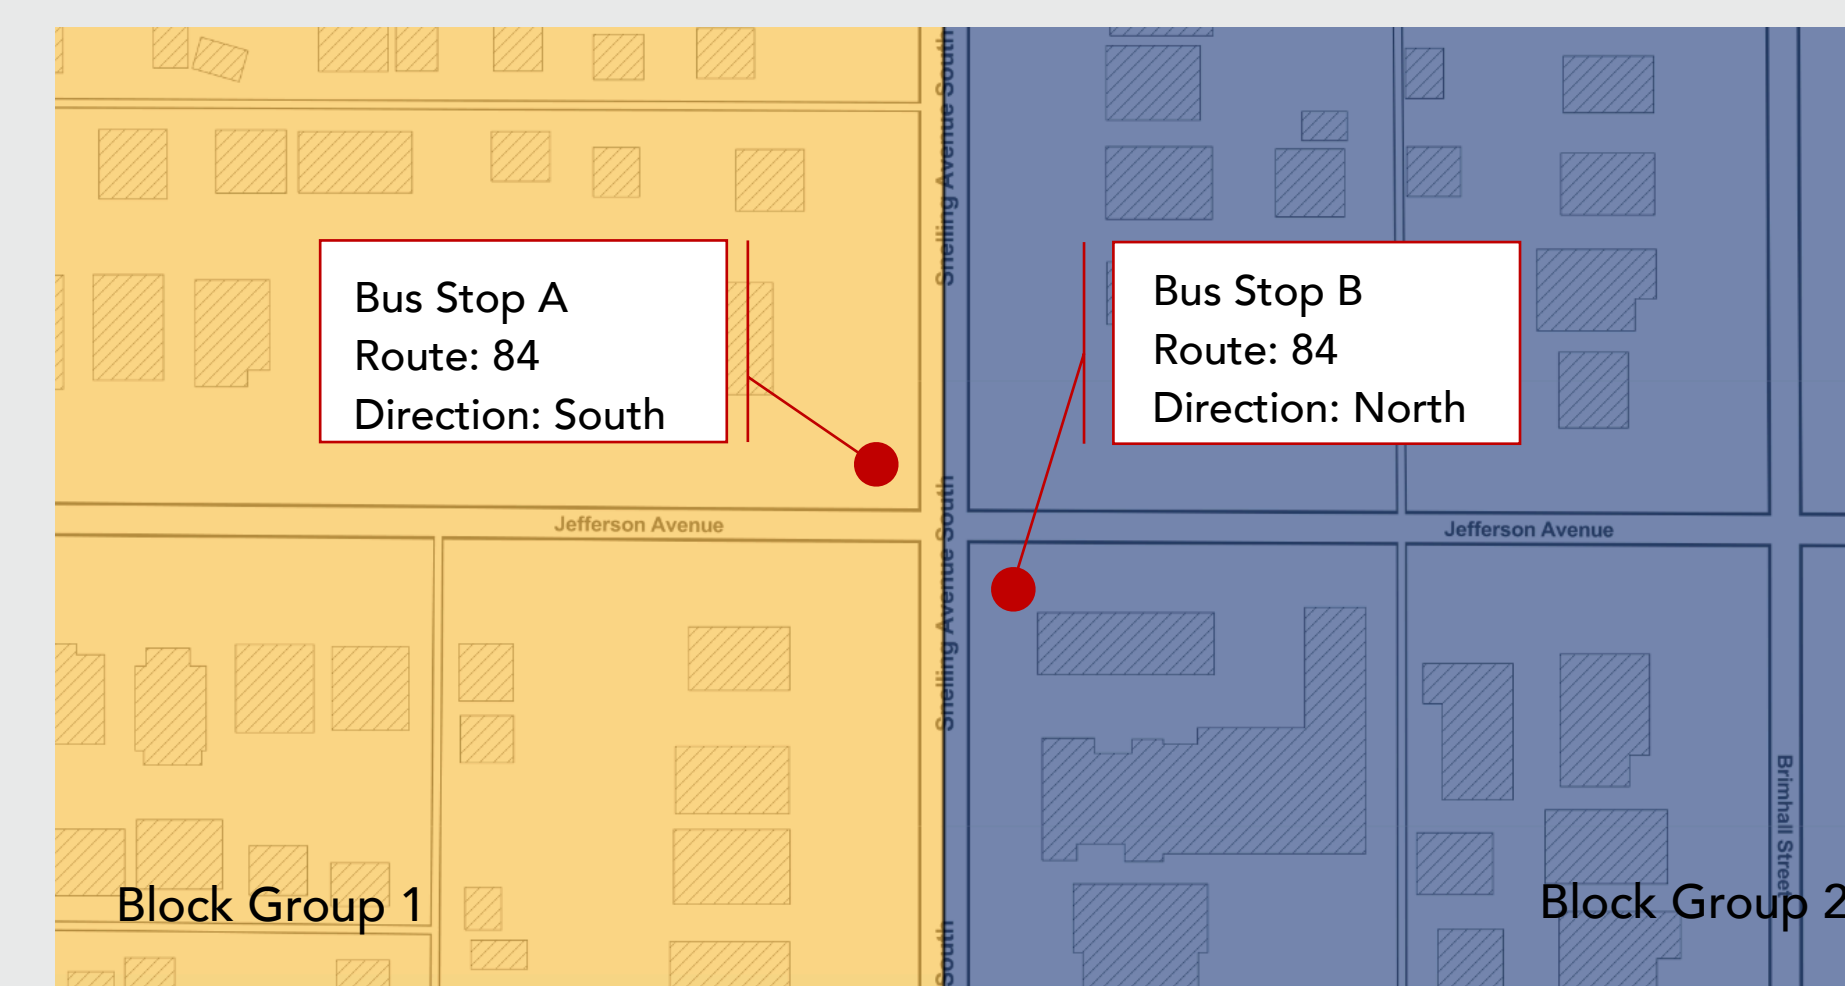 Snelling Avenue South
Bus Stop A
Route: 84
Direction: South
Bus Stop B
Route: 84
Direction: North
Jefferson Avenue
Snelling Avenue South
Jefferson Avenue
Brimhall Street
Block Group 1
Block Group 2
South